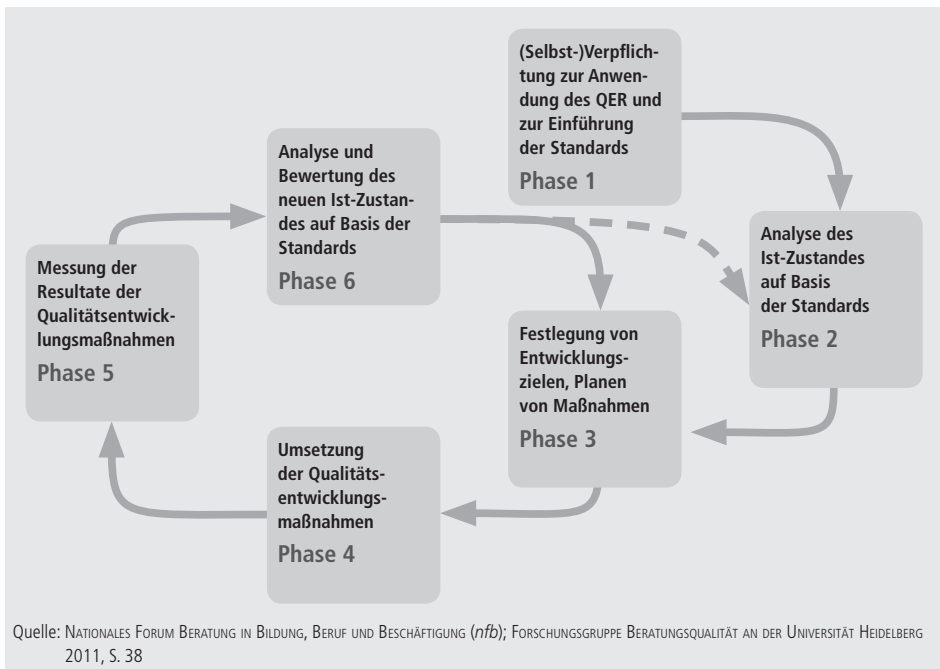 (Selbst-)Verpflich-
tung zur Anwen-
dung des QER und
zur Einführung
der Standards
Phase 1
Analyse des
Ist-Zustandes
auf Basis
der Standards
Phase 2
Festlegung von
Entwicklungs-
zielen, Planen
von Maßnahmen
Phase 3
Umsetzung
der Qualitäts-
entwicklungs-
maßnahmen
Phase 4
Messung der
Resultate der
Qualitätsentwick-
lungsmaßnahmen
Phase 5
Analyse und
Bewertung des
neuen Ist-Zustan-
des auf Basis der
Standards
Phase 6
Quelle: Nationales Forum Beratung in Bildung, Beruf und Beschäftigung (nfb); Forschungsgruppe Beratungsqualität an der Universität Heidelberg
2011, S. 38